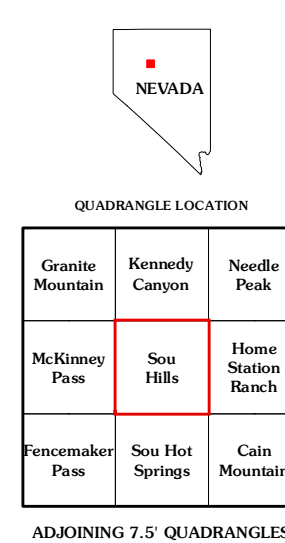 NEVADA
QUADRANGLE LOCATION
Granite
Mountain
Kennedy
Canyon
Needle
Peak
McKinney
Pass
Sou
Hills
Home
Station
Ranch
Fencemaker
Pass
Sou Hot
Springs
Cain
Mountain
ADJOINING 7.5' QUADRANGLES